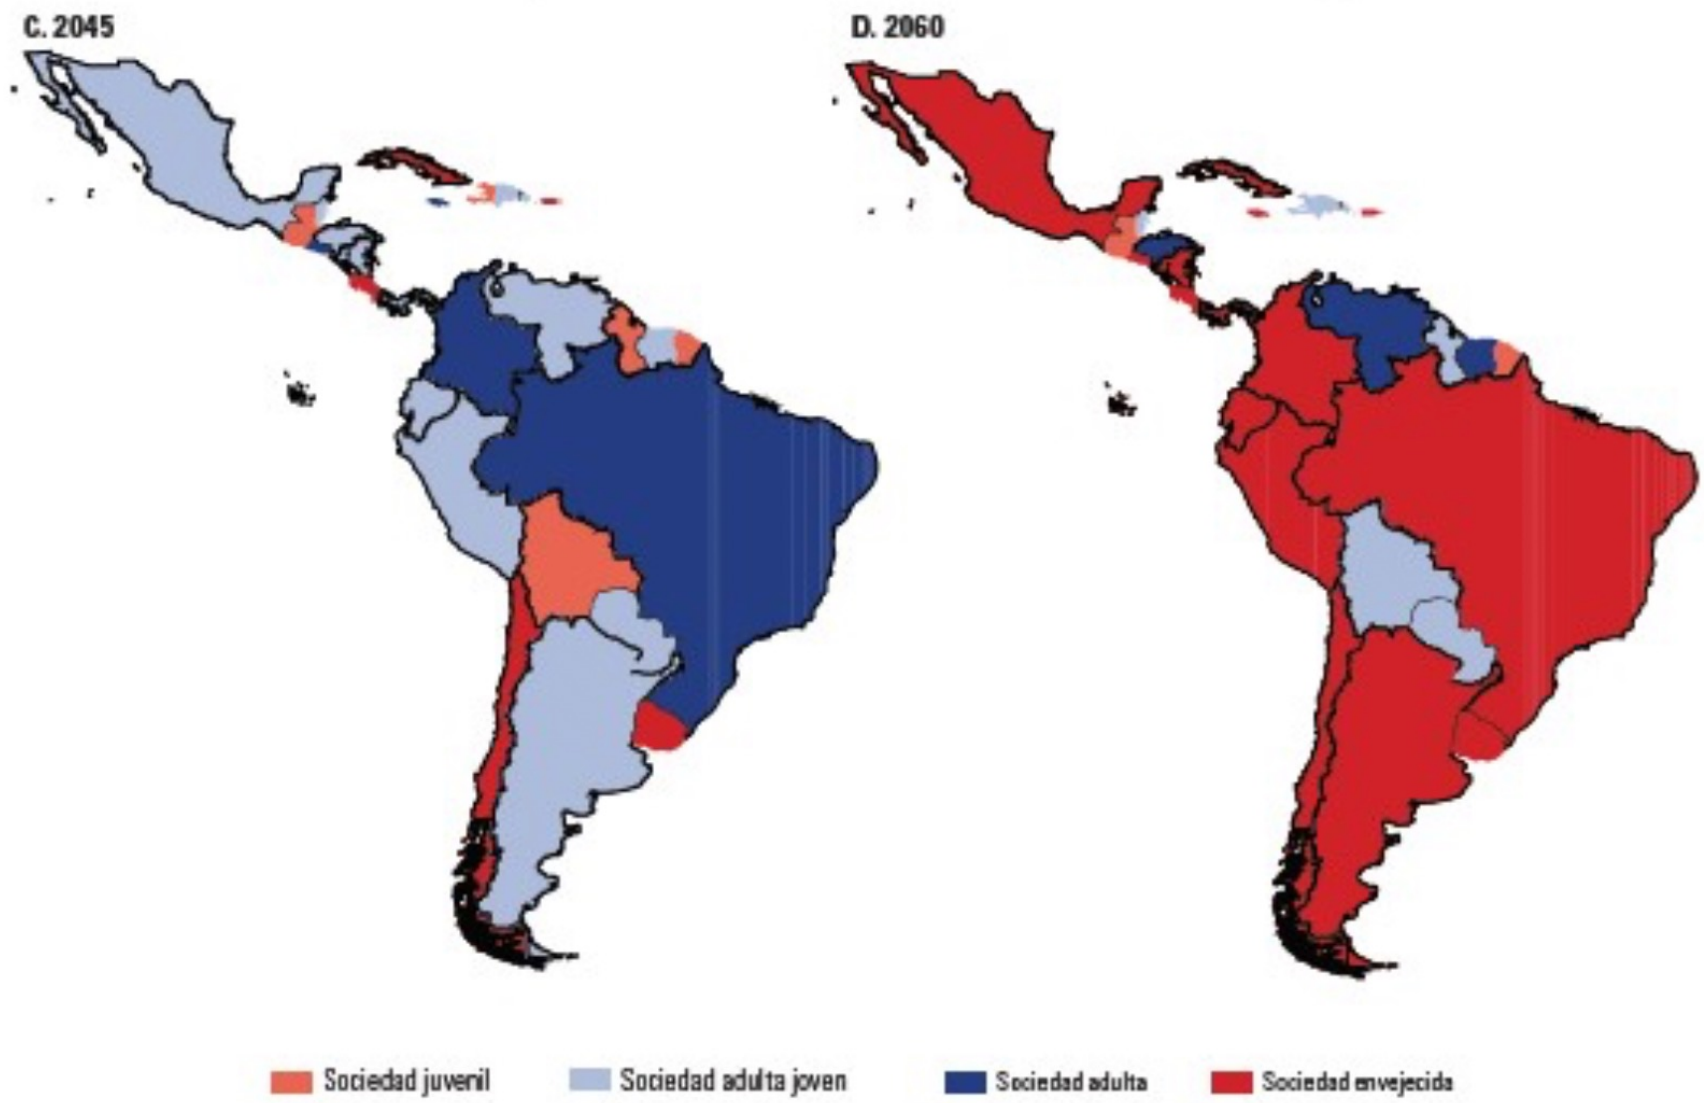 C. 2045
D. 2060
Sociedad juvenil
Sociedad adulta joven
Sociedad adulta
Sociedad envejecida